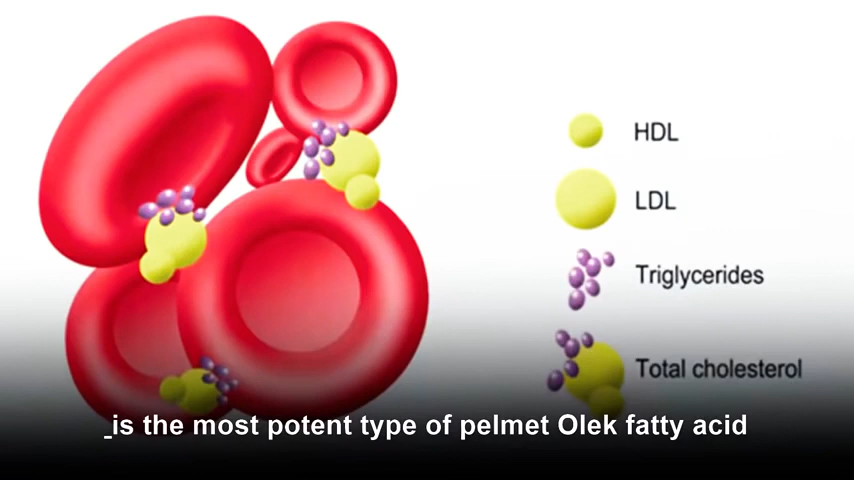 HDL
LDL
Triglycerides
Total cholesterol
_is the most potent type of pelmet Olek fatty acid